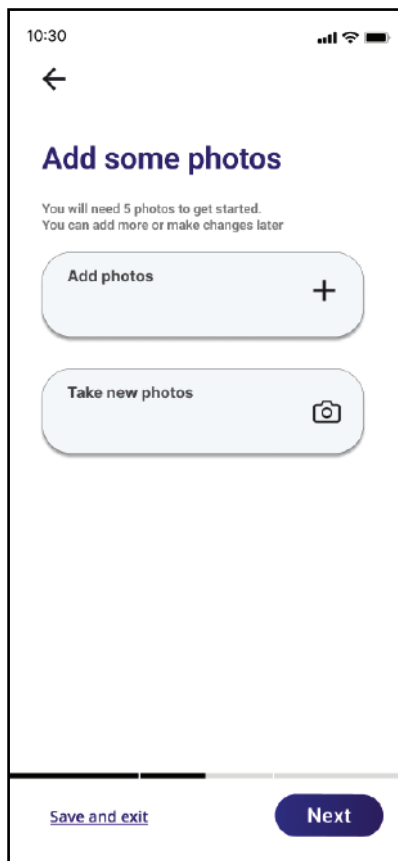 10:30
Add some photos
You will need 5 photos to get started.
You can add more or make changes later
Add photos
Take new photos
Save and exit
Next